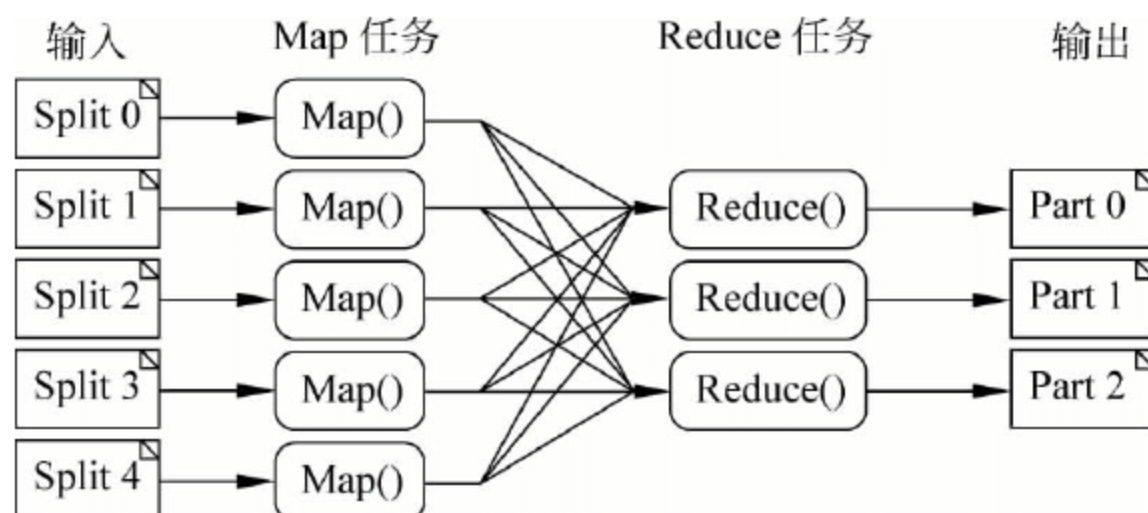 输入 Map 任务 Reduce 任务 输出
Split 0 Map()
Split 1 Map() Reduce() Part 0
Split 2 Map() Reduce() Part 1
Split 3 Map() Reduce() Part 2
Split 4 Map()